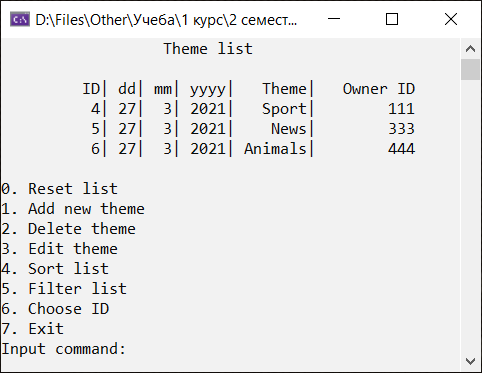 D:\Files\Other\Учеба\1 курс\2 семест...
Theme list
ID| dd| mm| yyyy| Theme| Owner ID
4| 27| 3| 2021| Sport| 111
5| 27| 3| 2021| News| 333
6| 27| 3| 2021| Animals| 444
0. Reset list
1. Add new theme
2. Delete theme
3. Edit theme
4. Sort list
5. Filter list
6. Choose ID
7. Exit
Input command: